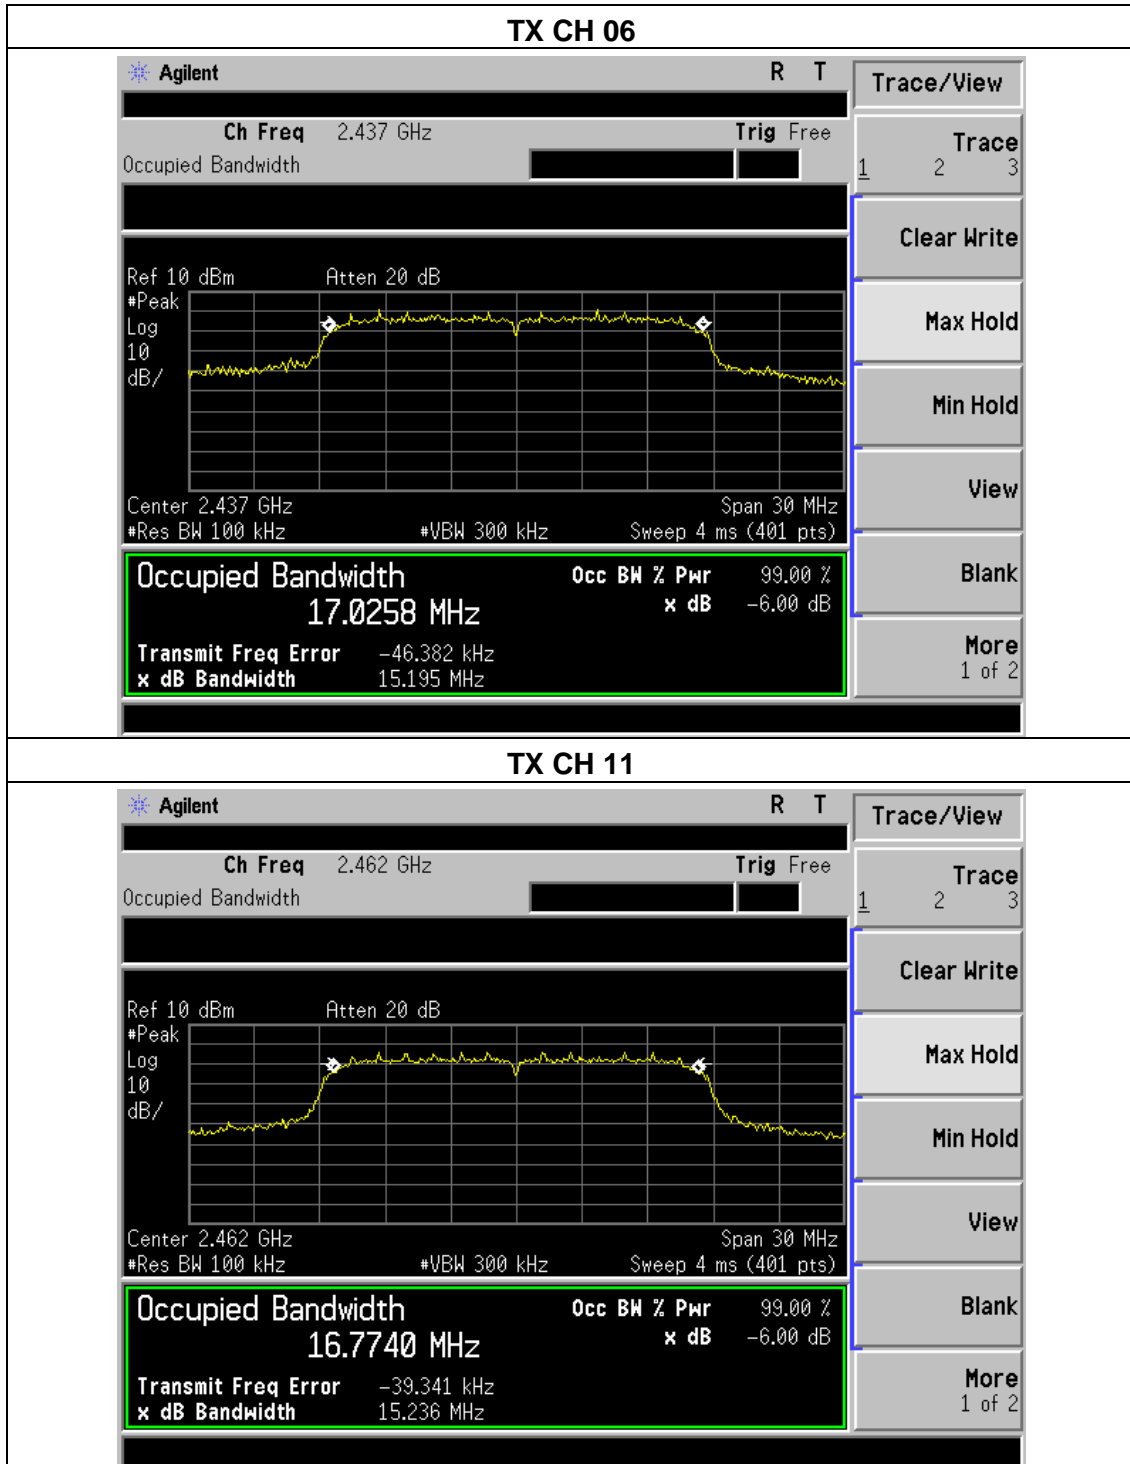 TX CH 06
Agilent R T
Trace/View
Ch Freq 2.437 GHz Trig Free
Occupied Bandwidth
Trace
1 2 3
Clear Write
Max Hold
Min Hold
View
Blank
More
1 of 2
Ref 10 dBm Atten 20 dB
#Peak
Log
10
dB/
Center 2.437 GHz Span 30 MHz
#Res BW 100 kHz #VBW 300 kHz Sweep 4 ms (401 pts)
Occupied Bandwidth Occ BW % Pwr 99.00 %
17.0258 MHz x dB -6.00 dB
Transmit Freq Error -46.382 kHz
x dB Bandwidth 15.195 MHz
TX CH 11
Agilent R T
Trace/View
Ch Freq 2.462 GHz Trig Free
Occupied Bandwidth
Trace
1 2 3
Clear Write
Max Hold
Min Hold
View
Blank
More
1 of 2
Ref 10 dBm Atten 20 dB
#Peak
Log
10
dB/
Center 2.462 GHz Span 30 MHz
#Res BW 100 kHz #VBW 300 kHz Sweep 4 ms (401 pts)
Occupied Bandwidth Occ BW % Pwr 99.00 %
16.7740 MHz x dB -6.00 dB
Transmit Freq Error -39.341 kHz
x dB Bandwidth 15.236 MHz